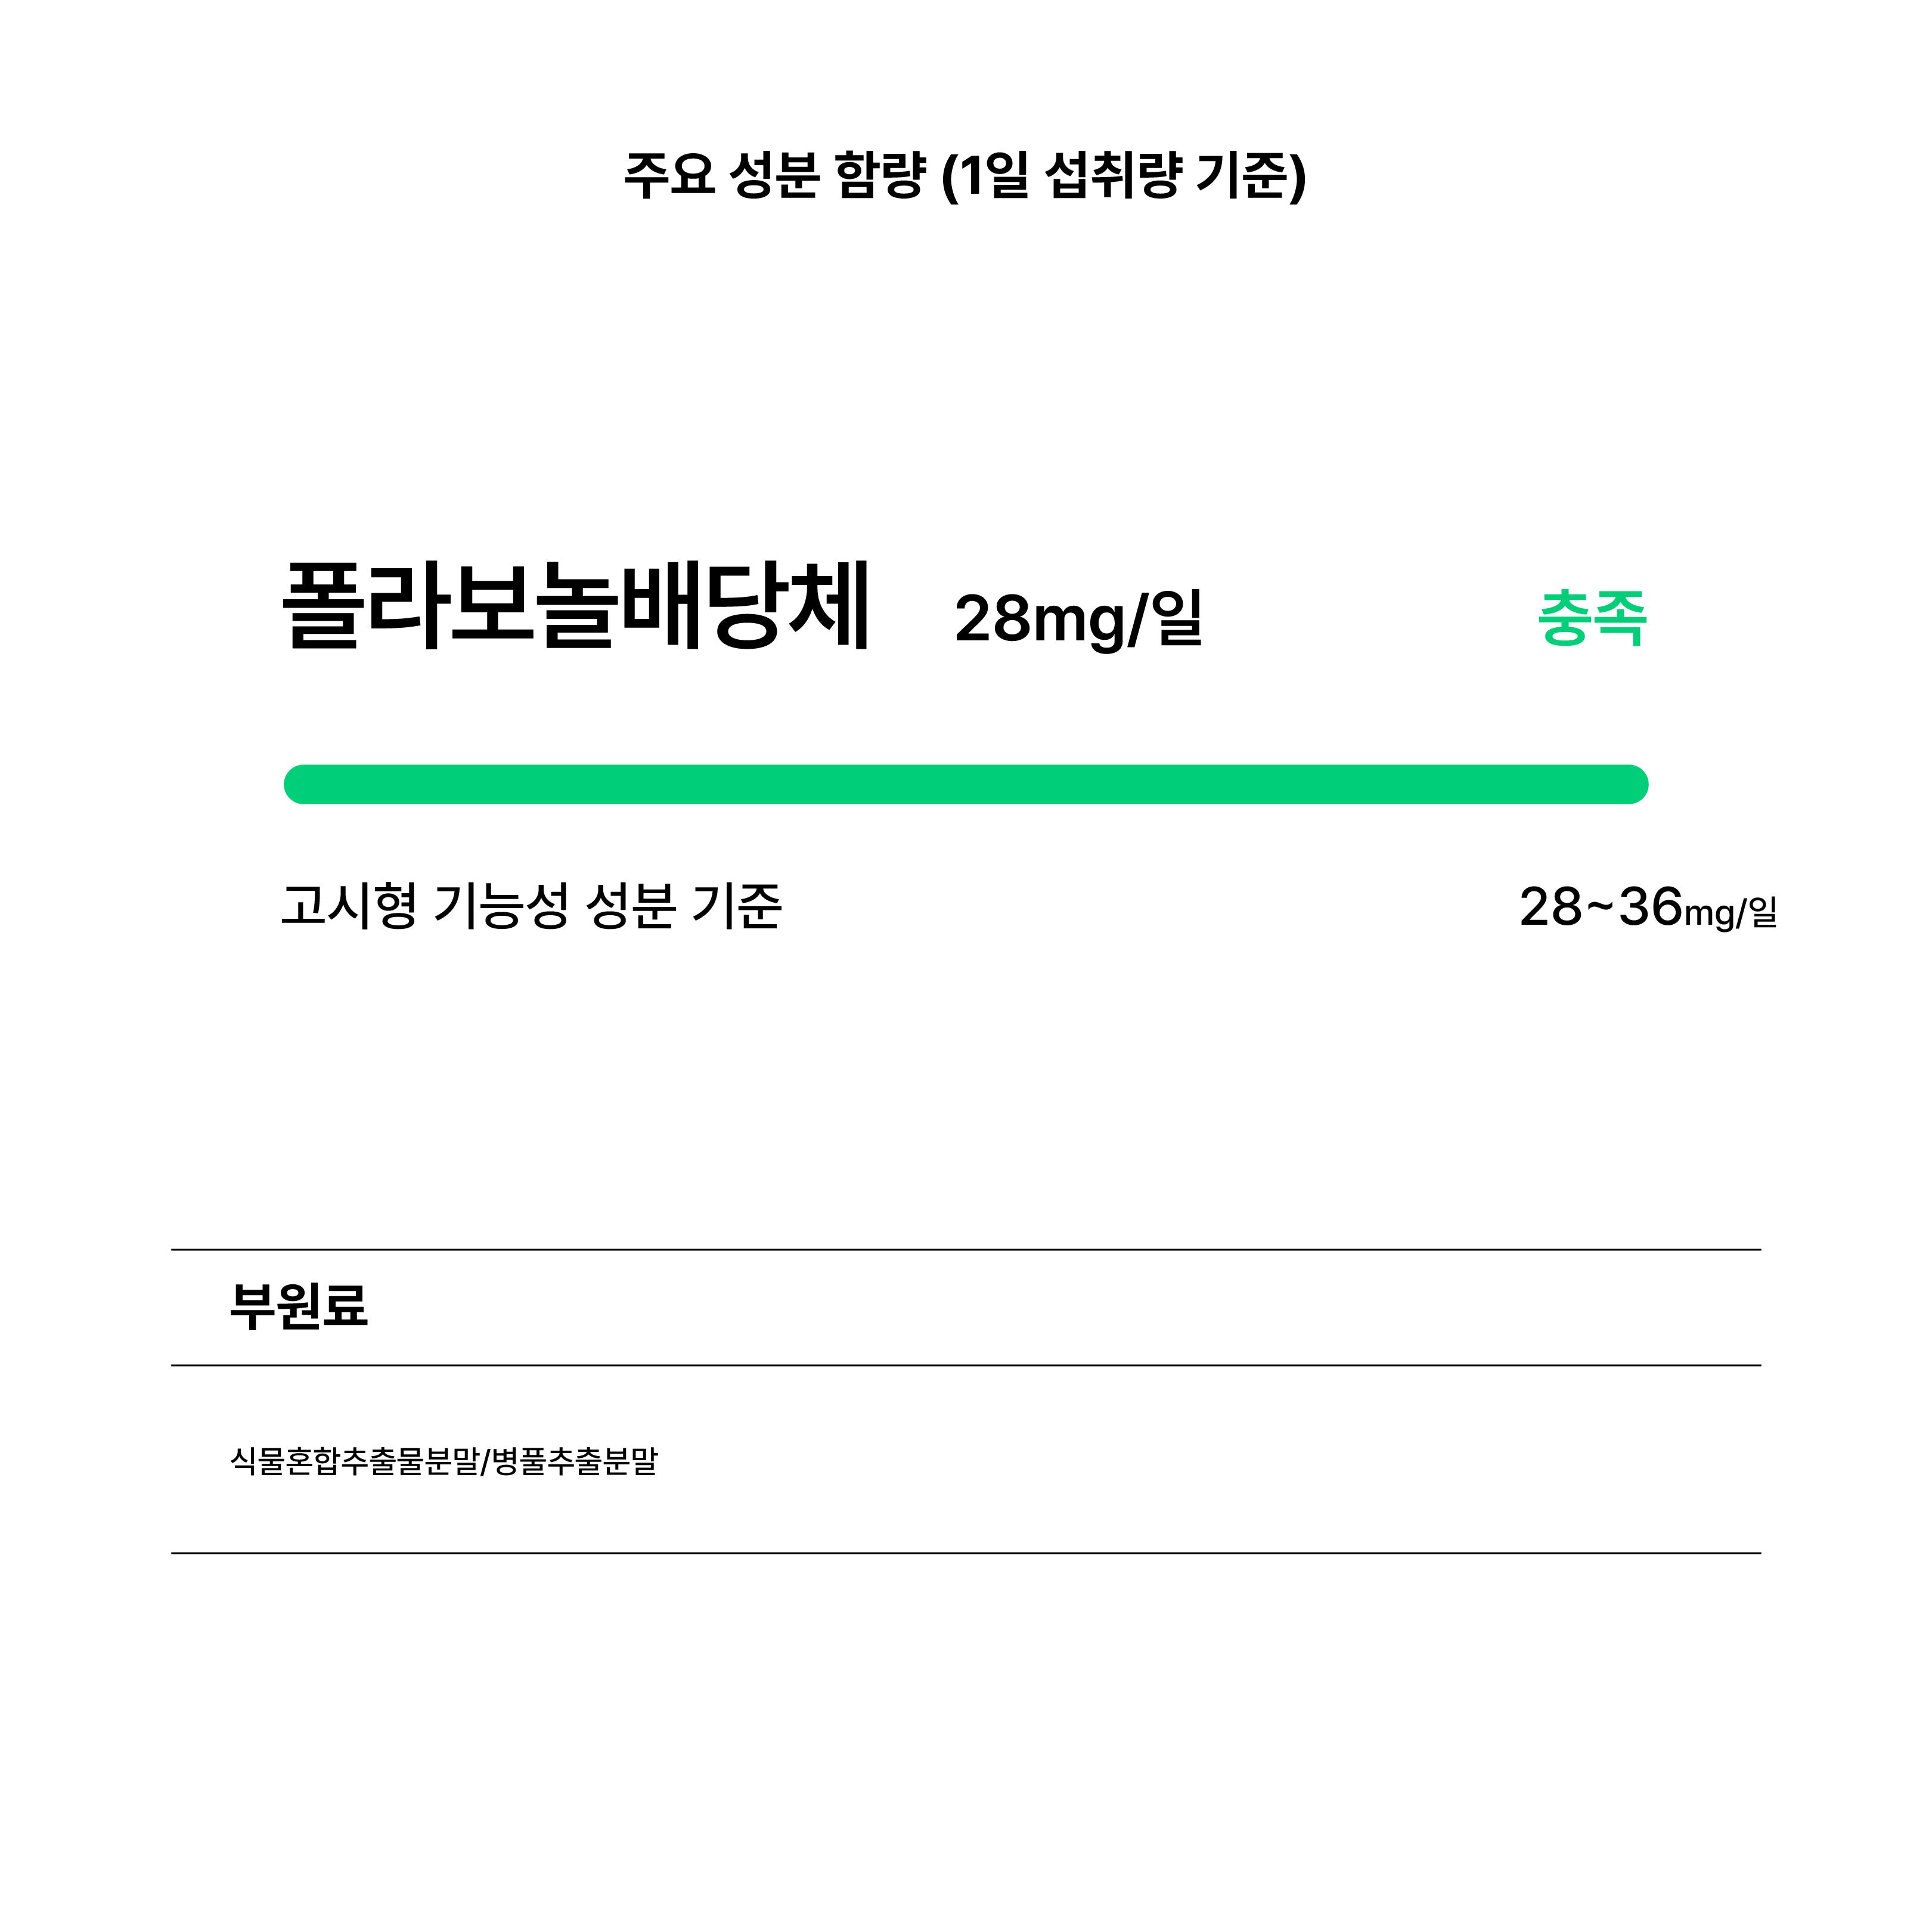 주요 성분 함량 (1일 섭취량 기준)
폴라보놀배당체 28mg/일 충족
고시형 기능성 성분 기준 28~36mg/일
부원료
식물혼합추출물분말/병풀추출분말